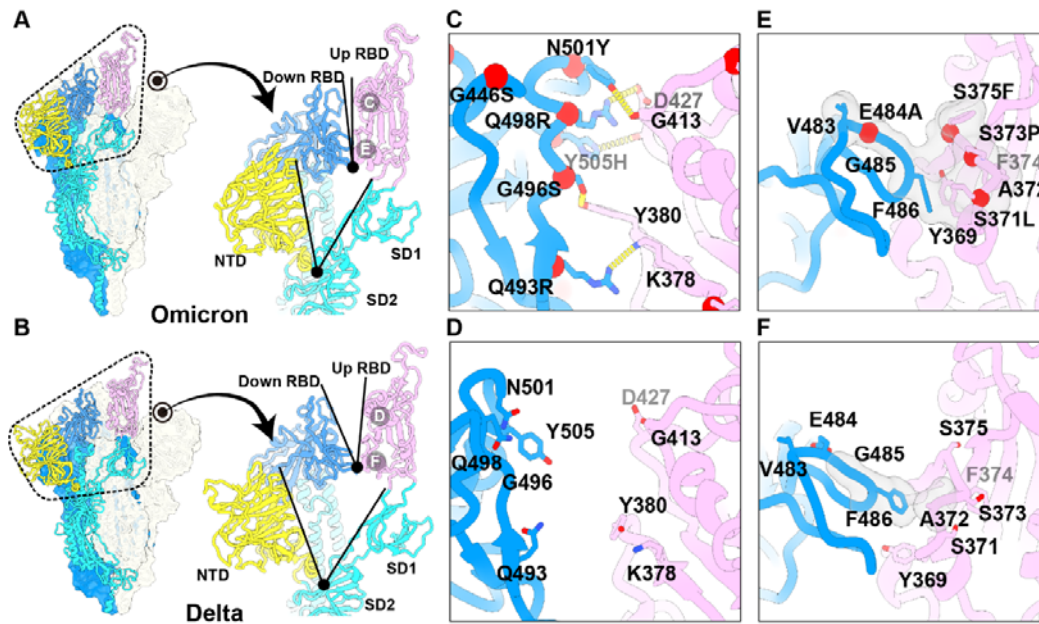 A
Up RBD
Down RBD
C
E
NTD
SD1
SD2
Omicron
B
Up RBD
Down RBD
D
F
NTD
SD1
SD2
Delta
C
N501Y
G446S
D427
Q498R
G413
Y505H
G496S
Y380
Q493R
K378
D
N501
D427
Y505
G413
Q498
G496
Y380
Q493
K378
E
S375F
E484A
V483
S373P
G485
F374
A372
F486
S371L
Y369
F
E484
S375
G485
V483
F374
F486
A372
S373
S371
Y369